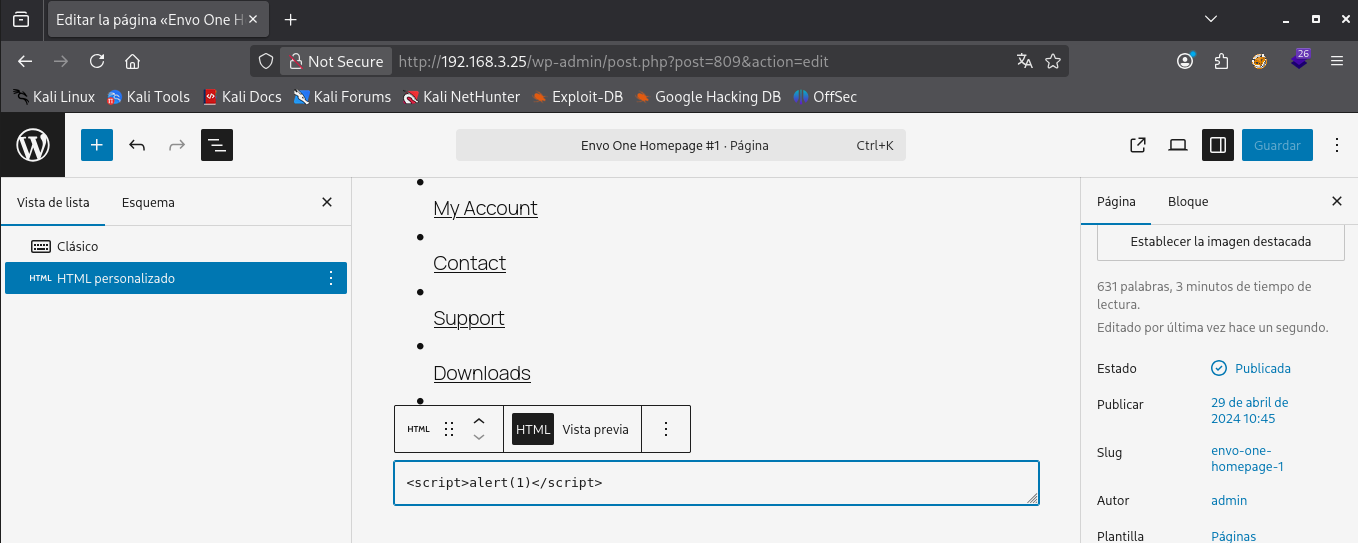 Editar la página «Envo One H
Not Secure
http://192.168.3.25/wp-admin/post.php?post=809&action=edit
26
Kali Linux
Kali Tools
Kali Docs
Kali Forums
Kali NetHunter
Exploit-DB
Google Hacking DB
OffSec
Envo One Homepage #1 · Página
Ctrl+K
Guardar
Vista de lista
Esquema
Clásico
HTML HTML personalizado
My Account
Contact
Support
Downloads
HTML
HTML
Vista previa
<script>alert(1)</script>
Página
Bloque
Establecer la imagen destacada
631 palabras, 3 minutos de tiempo de
lectura.
Editado por última vez hace un segundo.
Estado
Publicada
Publicar
29 de abril de
2024 10:45
Slug
envo-one-
homepage-1
Autor
admin
Plantilla
Páginas